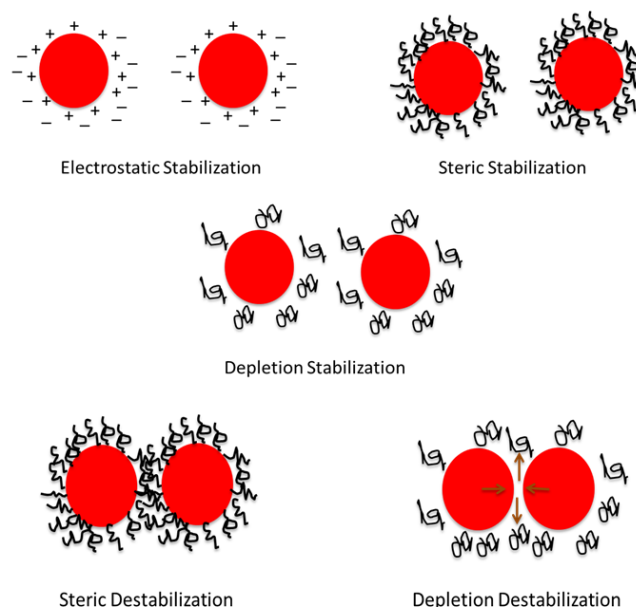 Electrostatic Stabilization
Steric Stabilization
Depletion Stabilization
Steric Destabilization
Depletion Destabilization